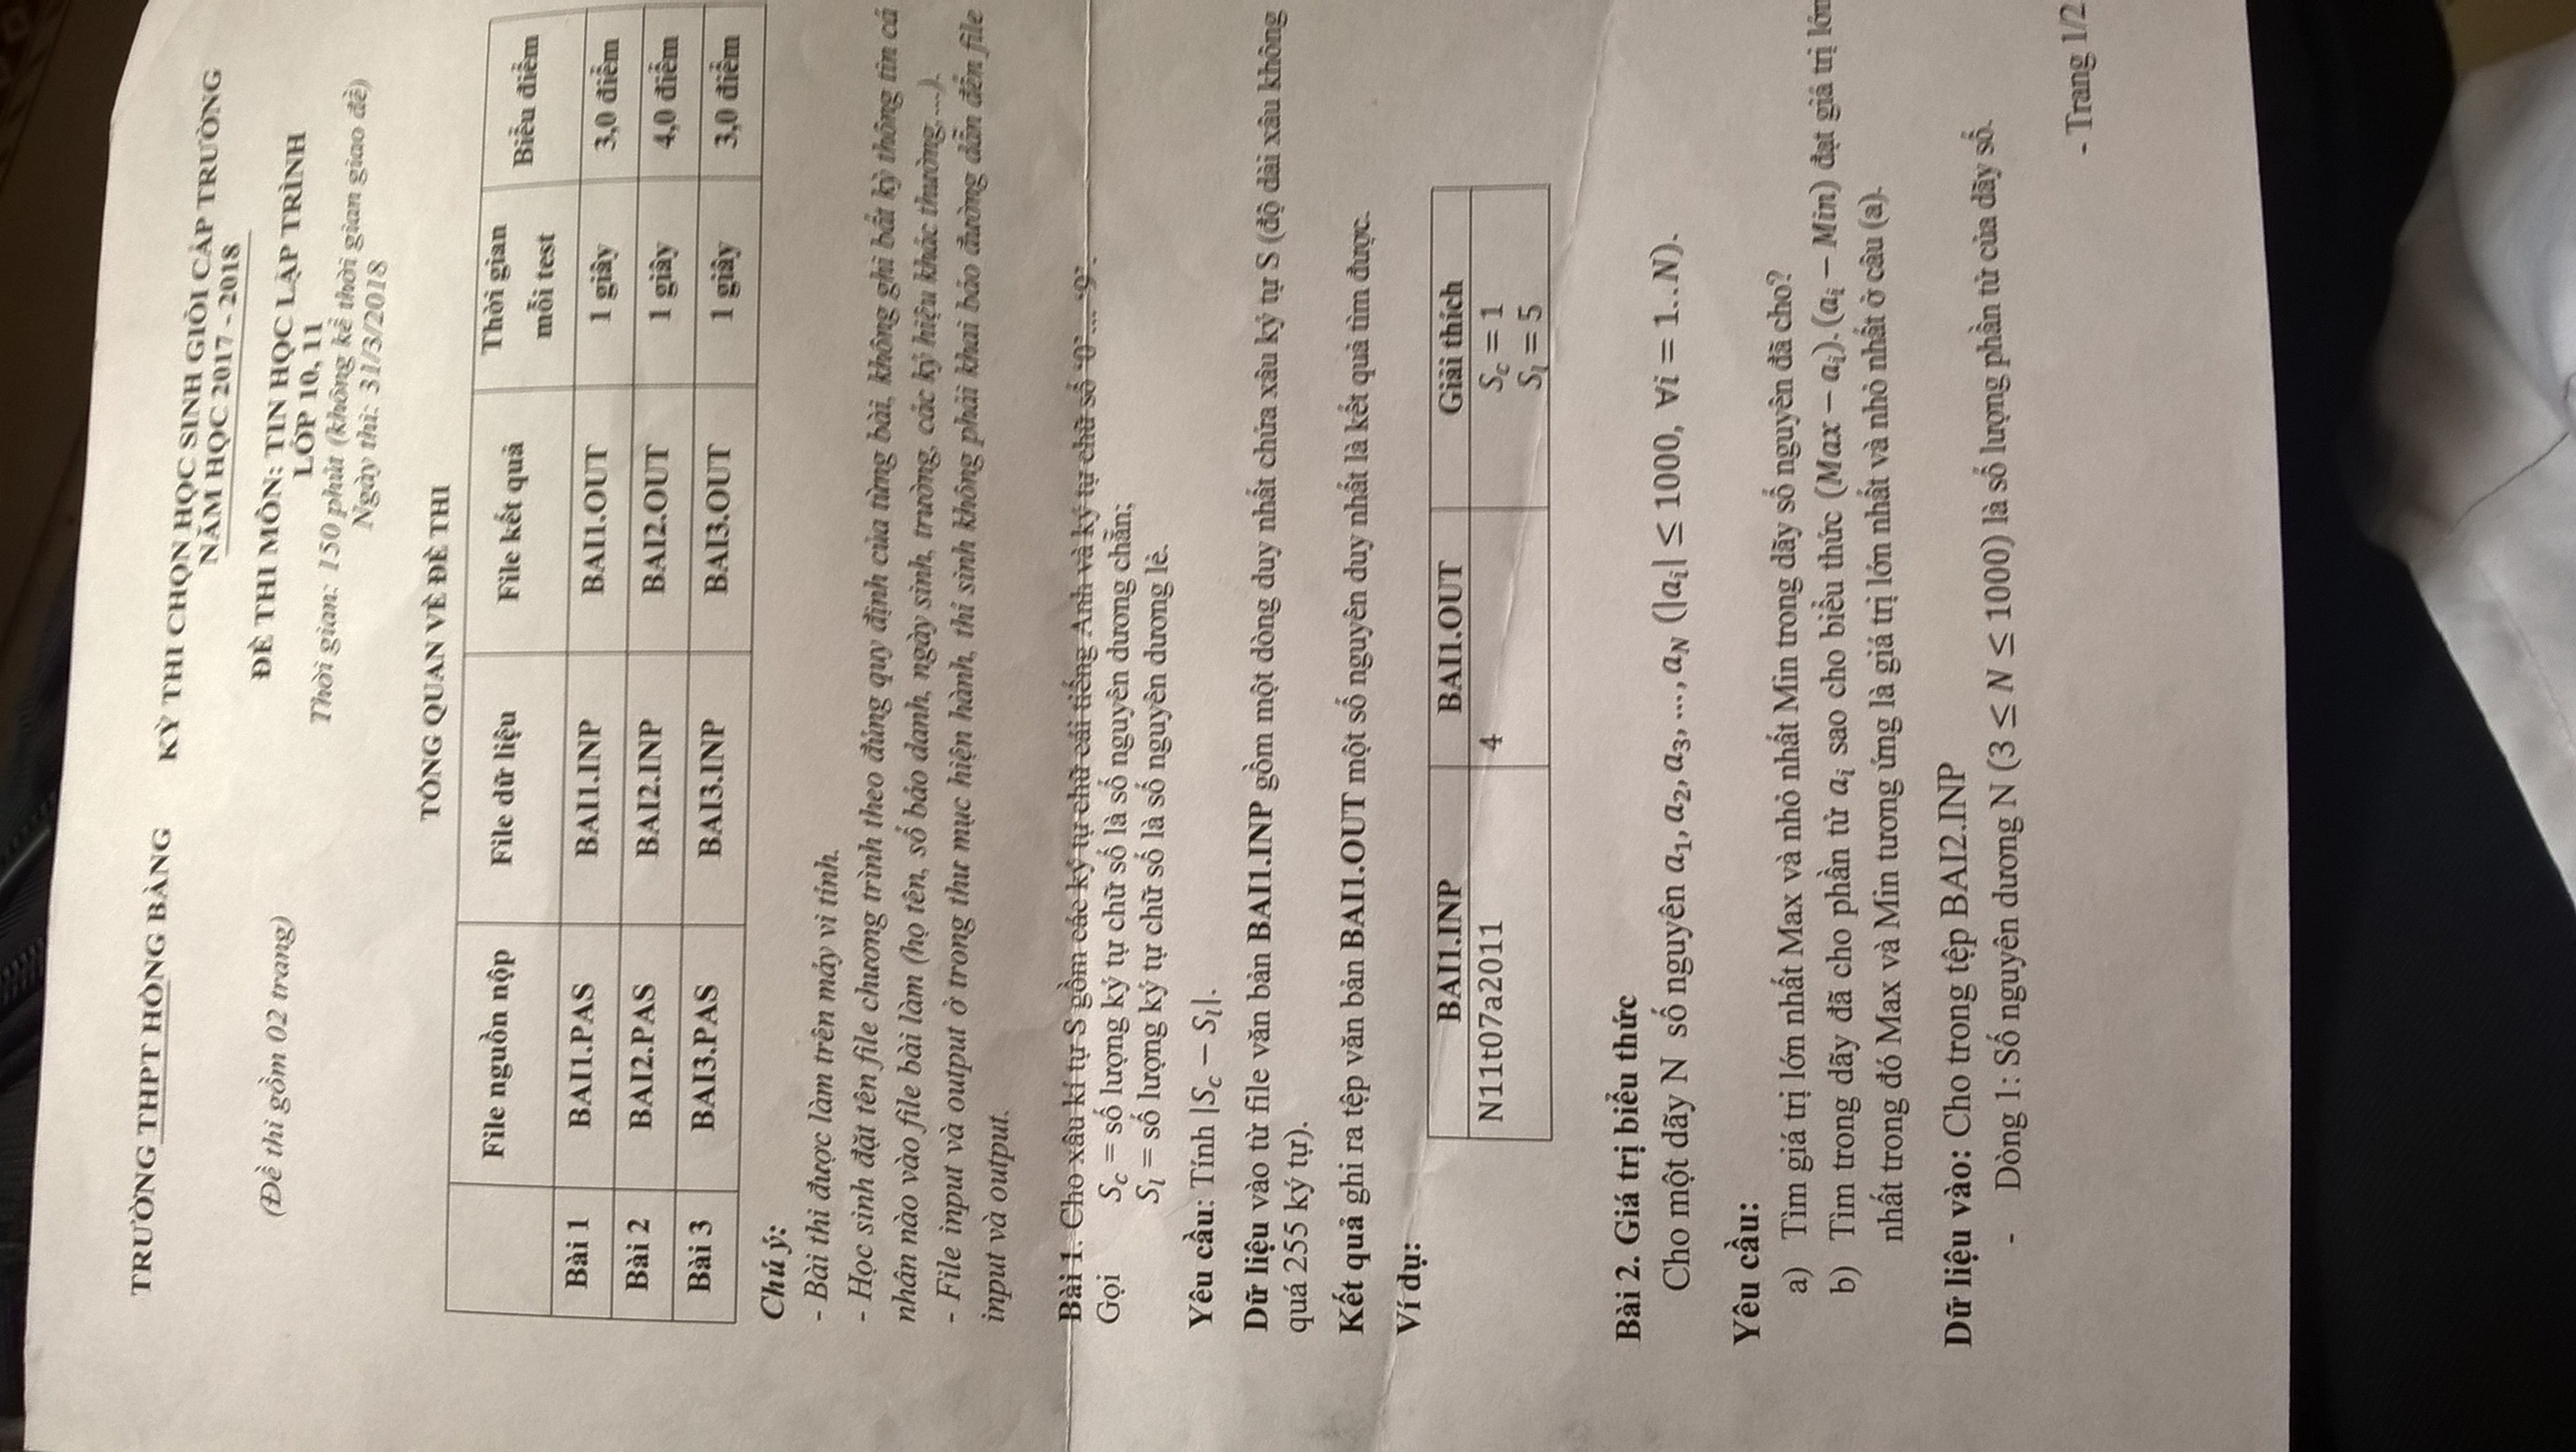 TRƯỜNG THPT HỒNG BÀNG
KỲ THI CHỌN HỌC SINH GIỎI CẤP TRƯỜNG
NĂM HỌC 2017 - 2018
(Đề thi gồm 02 trang)
ĐỀ THI MÔN: TIN HỌC LẬP TRÌNH
LỚP 10, 11
Thời gian: 150 phút (không kể thời gian giao đề)
Ngày thi: 31/3/2018
TỔNG QUAN VỀ ĐỀ THI
File nguồn nộp File dữ liệu File kết quả Thời gian mỗi test Biểu điểm
Bài 1 BAI1.PAS BAI1.INP BAI1.OUT 1 giây 3,0 điểm
Bài 2 BAI2.PAS BAI2.INP BAI2.OUT 1 giây 4,0 điểm
Bài 3 BAI3.PAS BAI3.INP BAI3.OUT 1 giây 3,0 điểm
Chú ý:
- Bài thi được làm trên máy vi tính.
- Học sinh đặt tên file chương trình theo đúng quy định của từng bài, không ghi bất kỳ thông tin cá
nhân nào vào file bài làm (họ tên, số báo danh, ngày sinh, trường, các ký hiệu khác thường,...).
- File input và output ở trong thư mục hiện hành, thí sinh không phải khai báo đường dẫn đến file
input và output.
Bài 1. Cho xâu kí tự S gồm các ký tự chữ cái tiếng Anh và ký tự chữ số ‘0’... ‘9’.
Gọi S_c = số lượng ký tự chữ số là số nguyên dương chẵn;
S_l = số lượng ký tự chữ số là số nguyên dương lẻ.
Yêu cầu: Tính |S_c − S_l|.
Dữ liệu vào từ file văn bản BAI1.INP gồm một dòng duy nhất chứa xâu ký tự S (độ dài xâu không
quá 255 ký tự).
Kết quả ghi ra tệp văn bản BAI1.OUT một số nguyên duy nhất là kết quả tìm được.
Ví dụ:
BAI1.INP BAI1.OUT Giải thích
N11t07a2011 4 S_c = 1
S_l = 5
Bài 2. Giá trị biểu thức
Cho một dãy N số nguyên a₁, a₂, a₃, ..., a_N (|a_i| ≤ 1000, ∀i = 1..N).
Yêu cầu:
a) Tìm giá trị lớn nhất Max và nhỏ nhất Min trong dãy số nguyên đã cho?
b) Tìm trong dãy đã cho phần tử a_i sao cho biểu thức (Max − a_i).(a_i − Min) đạt giá trị lớn
nhất trong đó Max và Min tương ứng là giá trị lớn nhất và nhỏ nhất ở câu (a).
Dữ liệu vào: Cho trong tệp BAI2.INP
- Dòng 1: Số nguyên dương N (3 ≤ N ≤ 1000) là số lượng phần tử của dãy số.
- Trang 1/2